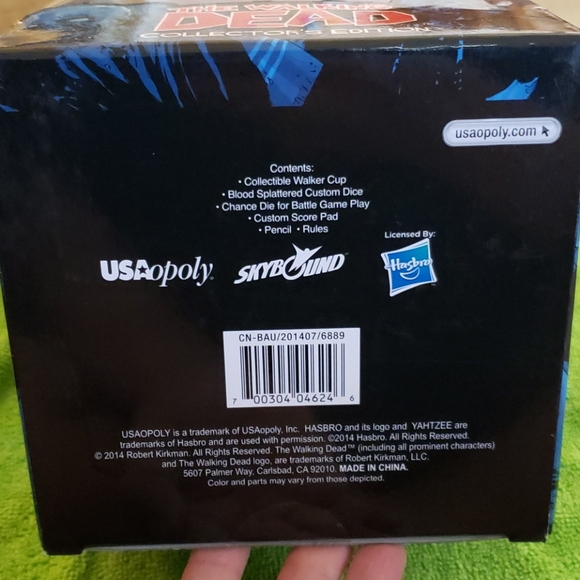 THE WALKING
DEAD
COLLECTOR'S EDITION
usaopoly.com
Contents:
• Collectible Walker Cup
• Blood Splattered Custom Dice
• Chance Die for Battle Game Play
• Custom Score Pad
• Pencil • Rules
Licensed By:
USAopoly
SKYBOUND
Hasbro
CN-BAU/201407/6889
7 00304 04624 6
USAOPOLY is a trademark of USAopoly, Inc. HASBRO and its logo and YAHTZEE are
trademarks of Hasbro and are used with permission. ©2014 Hasbro. All Rights Reserved.
© 2014 Robert Kirkman. All Rights Reserved. The Walking Dead™ (including all prominent characters)
and The Walking Dead logo, are trademarks of Robert Kirkman, LLC.
5607 Palmer Way, Carlsbad, CA 92010. MADE IN CHINA.
Color and parts may vary from those depicted.